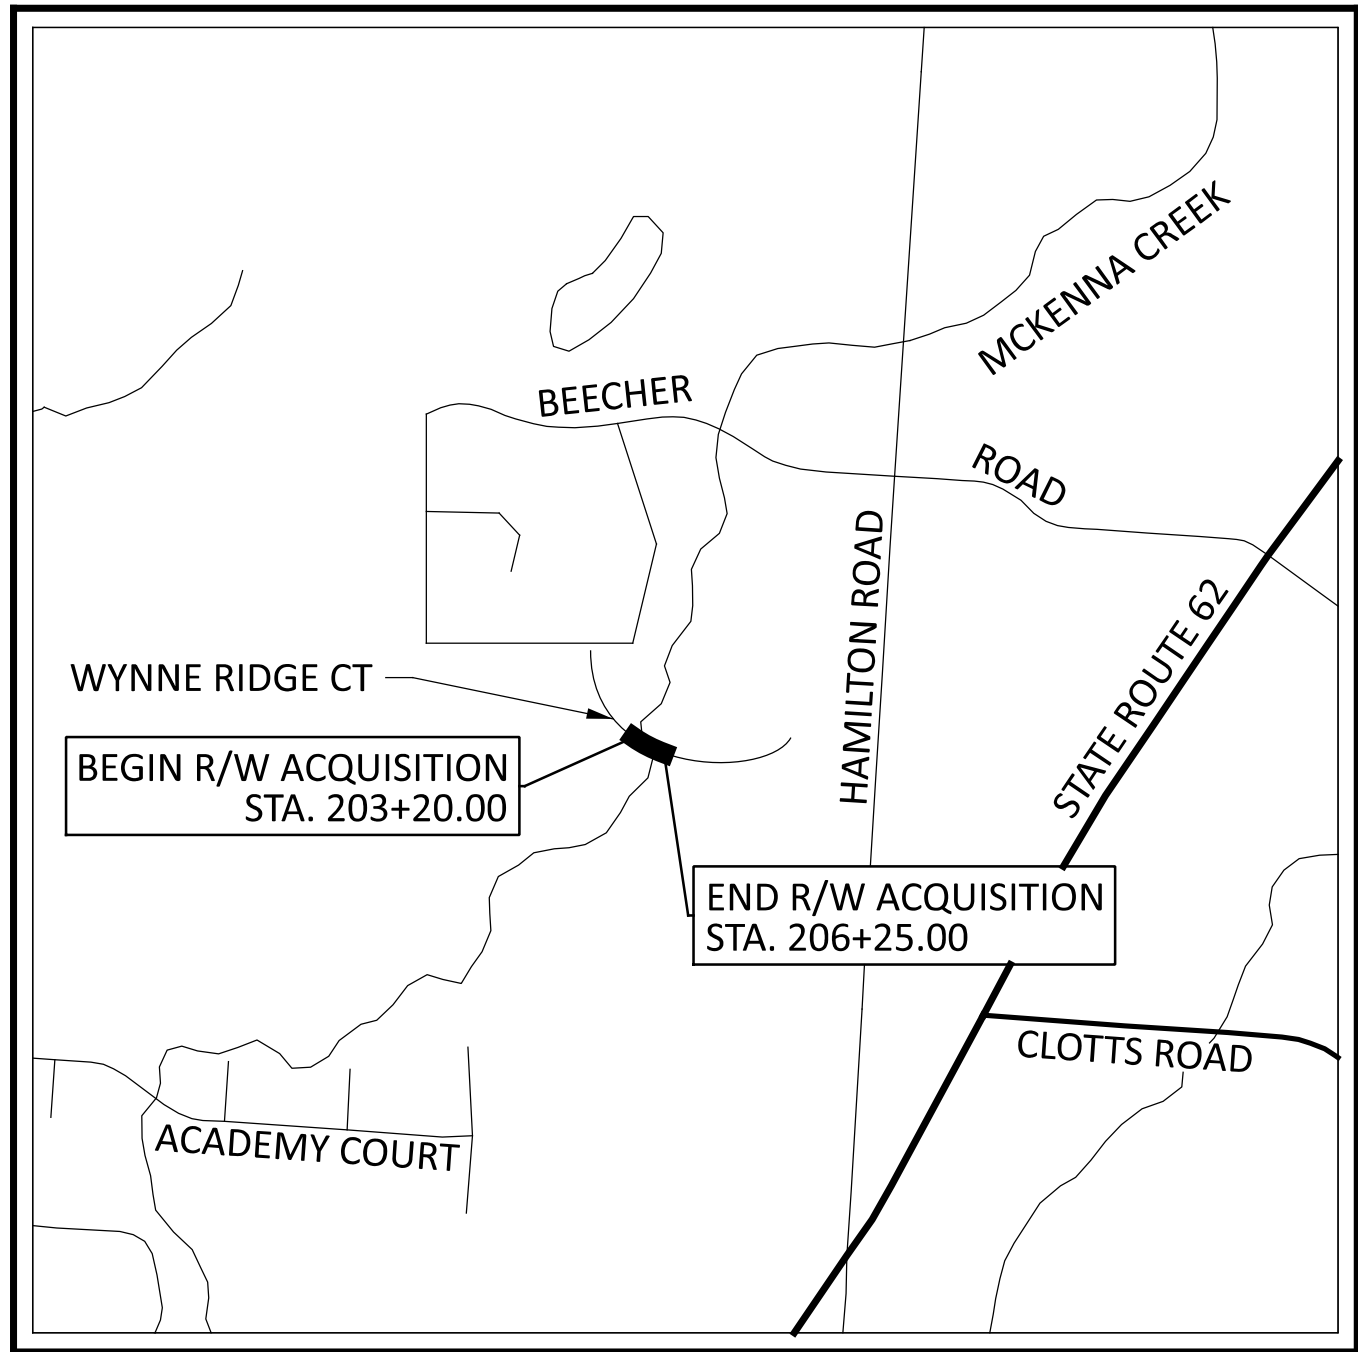 MCKENNA CREEK
BEECHER
ROAD
HAMILTON ROAD
STATE ROUTE 62
WYNNE RIDGE CT
BEGIN R/W ACQUISITION
STA. 203+20.00
END R/W ACQUISITION
STA. 206+25.00
CLOTTS ROAD
ACADEMY COURT